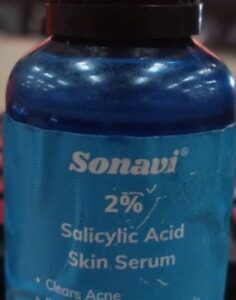 Sonavi®
2%
Salicylic Acid
Skin Serum
• Clears Acne